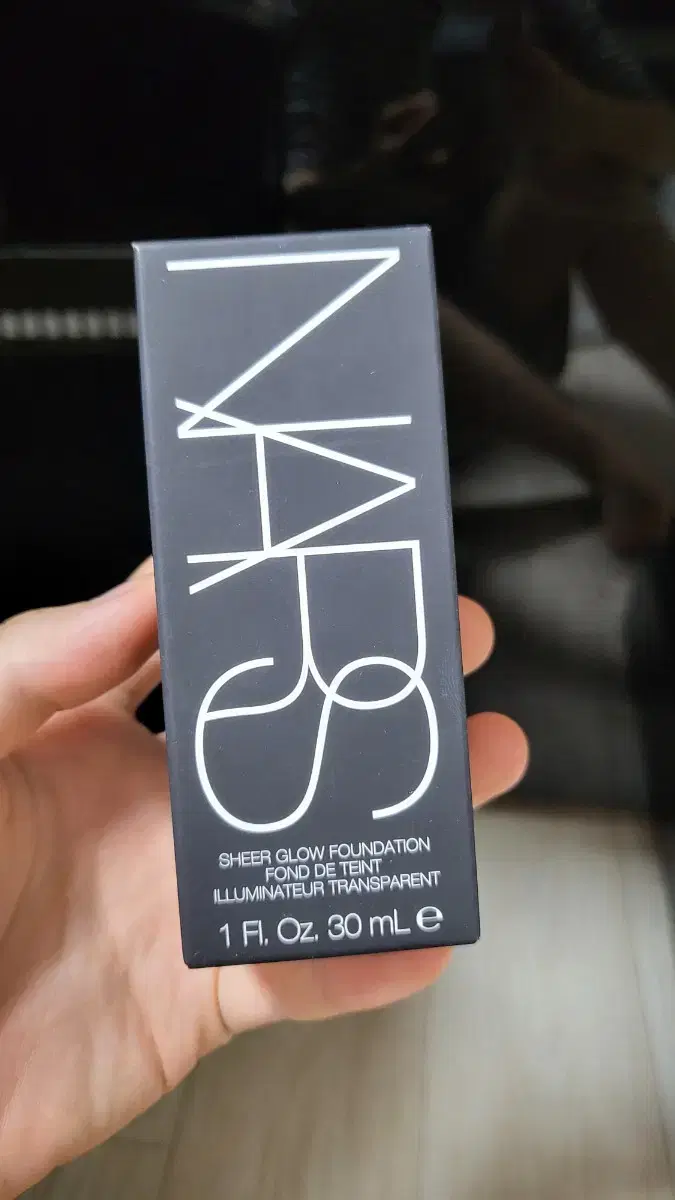 NARS
SHEER GLOW FOUNDATION
FOND DE TEINT
ILLUMINATEUR TRANSPARENT
1 Fl. Oz. 30 mL ℮